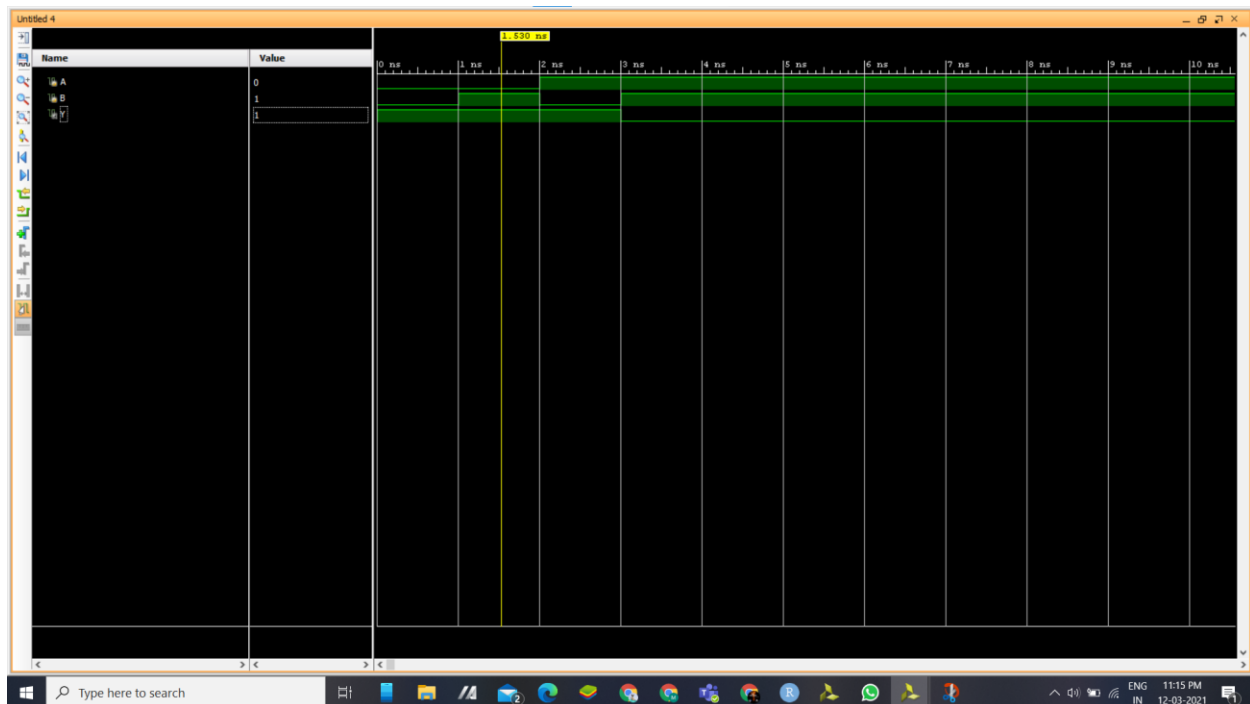 Untitled 4
1.530 ns
Name Value
0 ns 1 ns 2 ns 3 ns 4 ns 5 ns 6 ns 7 ns 8 ns 9 ns 10 ns
A 0
B 1
Y 1
Type here to search
2
R
ENG 11:15 PM
IN 12-03-2021
1